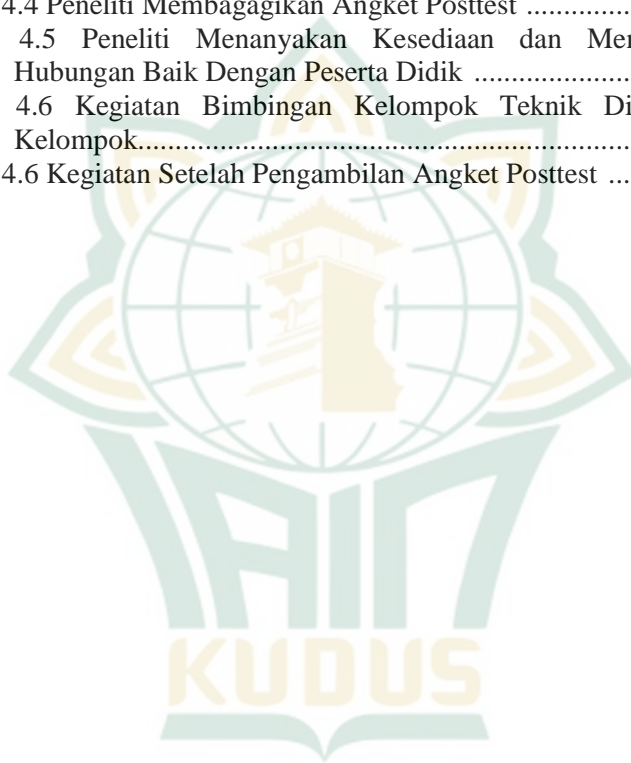 4.4 Peneliti Membagagikan Angket Posttest ................
4.5 Peneliti Menanyakan Kesediaan dan
Hubungan Baik Dengan Peserta Didik .....................
4.6 Kegiatan Bimbingan Kelompok Teknik
Kelompok..................................................................
4.6 Kegiatan Setelah Pengambilan Angket Posttest ....
IAIN
KUDUS